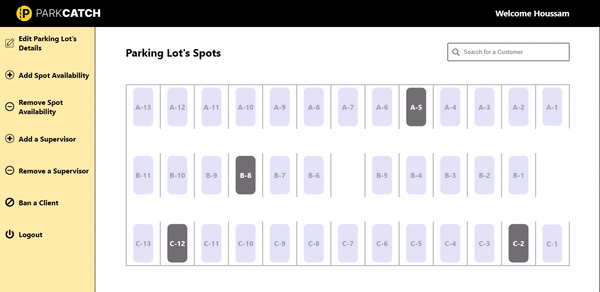 PARKCATCH
Welcome Houssam
Edit Parking Lot's
Details
Add Spot Availability
Remove Spot
Availability
Add a Supervisor
Remove a Supervisor
Ban a Client
Logout
Parking Lot's Spots
Search for a Customer
A-13 A-12 A-11 A-10 A-9 A-8 A-7 A-6 A-5 A-4 A-3 A-2 A-1
B-11 B-10 B-9 B-8 B-7 B-6 B-5 B-4 B-3 B-2 B-1
C-13 C-12 C-11 C-10 C-9 C-8 C-7 C-6 C-5 C-4 C-3 C-2 C-1